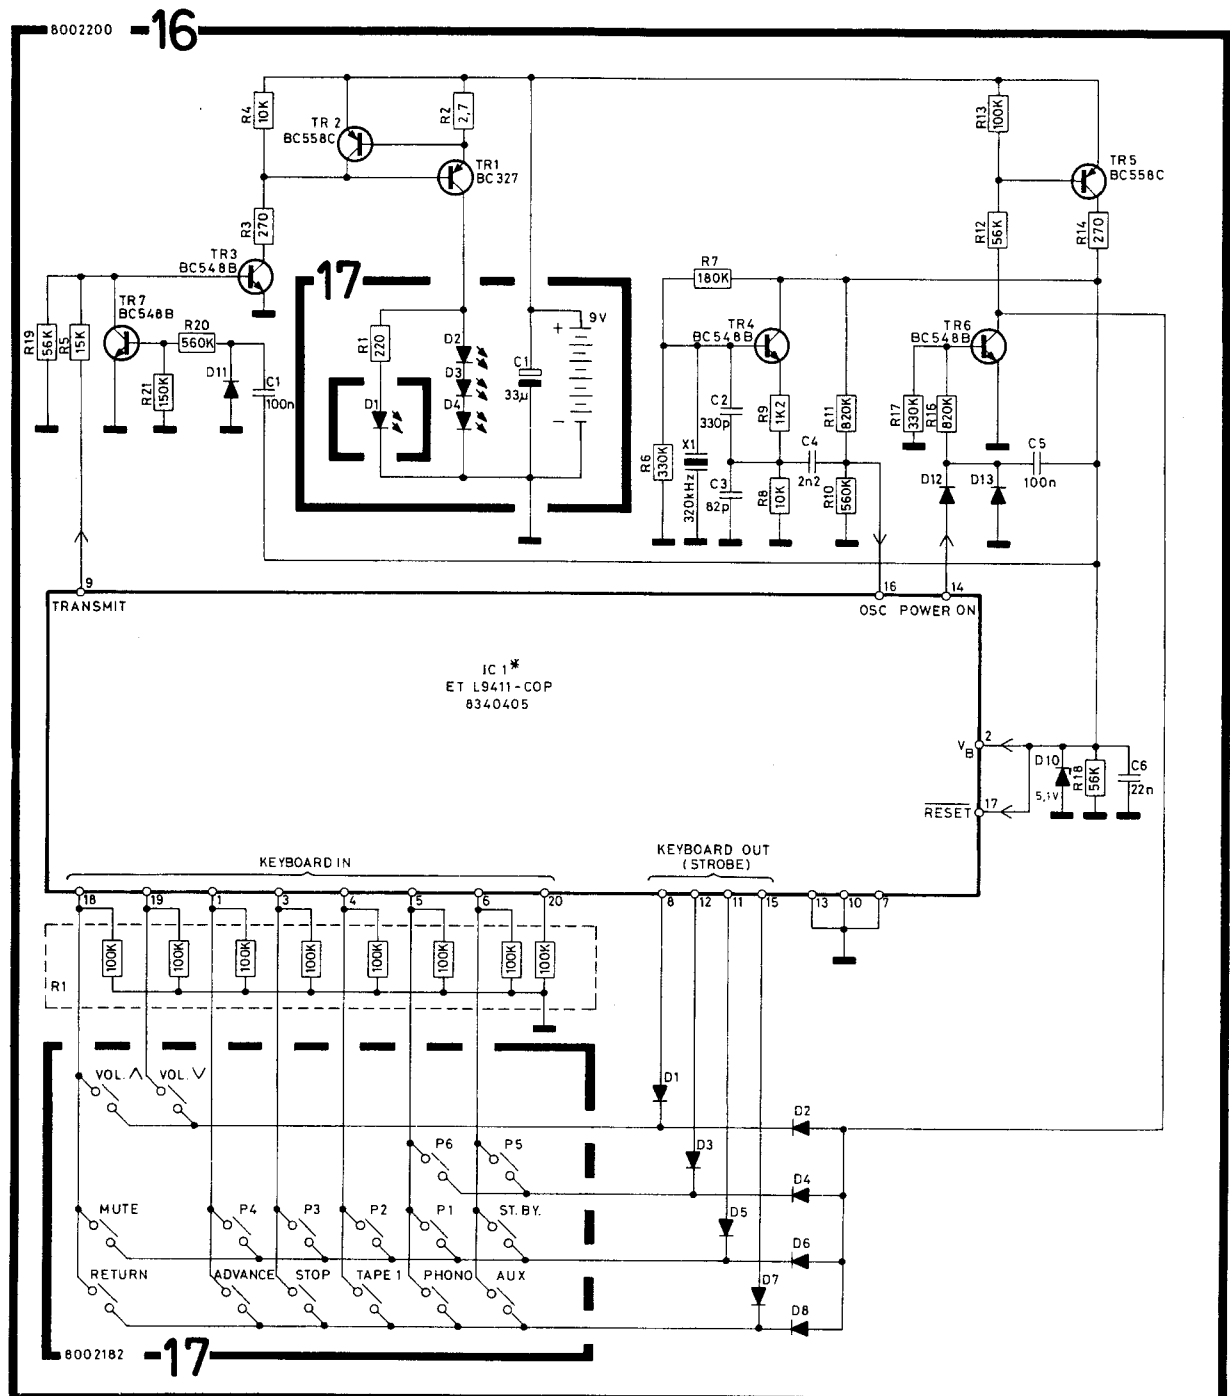 8002200 -16
R4
10K
TR 2
BC558C
R2
2,7
TR1
BC327
R13
100K
TR5
BC558C
R3
270
R12
56K
R14
270
TR3
BC548B
17
R7
180K
TR7
BC548B
R20
560K
R19
56K
R5
15K
R21
150K
D11
C1
100n
R1
220
D1
D2
D3
D4
C1
33µ
9V
+
−
TR4
BC548B
TR6
BC548B
C2
330p
R9
1K2
R11
820K
R17
330K
R16
820K
R6
330K
X1
320kHz
C3
82p
R8
10K
C4
2n2
R10
560K
D12
D13
C5
100n
9
TRANSMIT
16
OSC
14
POWER ON
IC 1*
ET L9411-COP
8340405
VB
2
D10
5,1V
R18
56K
C6
22n
RESET
17
KEYBOARD IN
KEYBOARD OUT
(STROBE)
18 19 1 3 4 5 6 20 8 12 11 15 13 10 7
100K 100K 100K 100K 100K 100K 100K 100K
R1
VOL. ∧ VOL. ∨
D1
D2
P6 P5
D3
D4
MUTE P4 P3 P2 P1 ST. BY.
D5
D6
RETURN ADVANCE STOP TAPE 1 PHONO AUX
D7
D8
8002182 -17